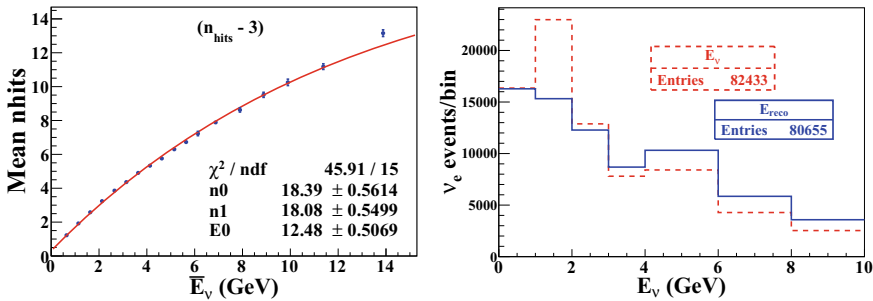 (n_hits - 3)
Mean nhits
14
12
10
8
6
4
2
0
χ² / ndf 45.91 / 15
n0 18.39 ± 0.5614
n1 18.08 ± 0.5499
E0 12.48 ± 0.5069
0 2 4 6 8 10 12 14
E̅_ν (GeV)
ν_e events/bin
20000
15000
10000
5000
0
E_ν
Entries 82433
E_reco
Entries 80655
0 2 4 6 8 10
E_ν (GeV)